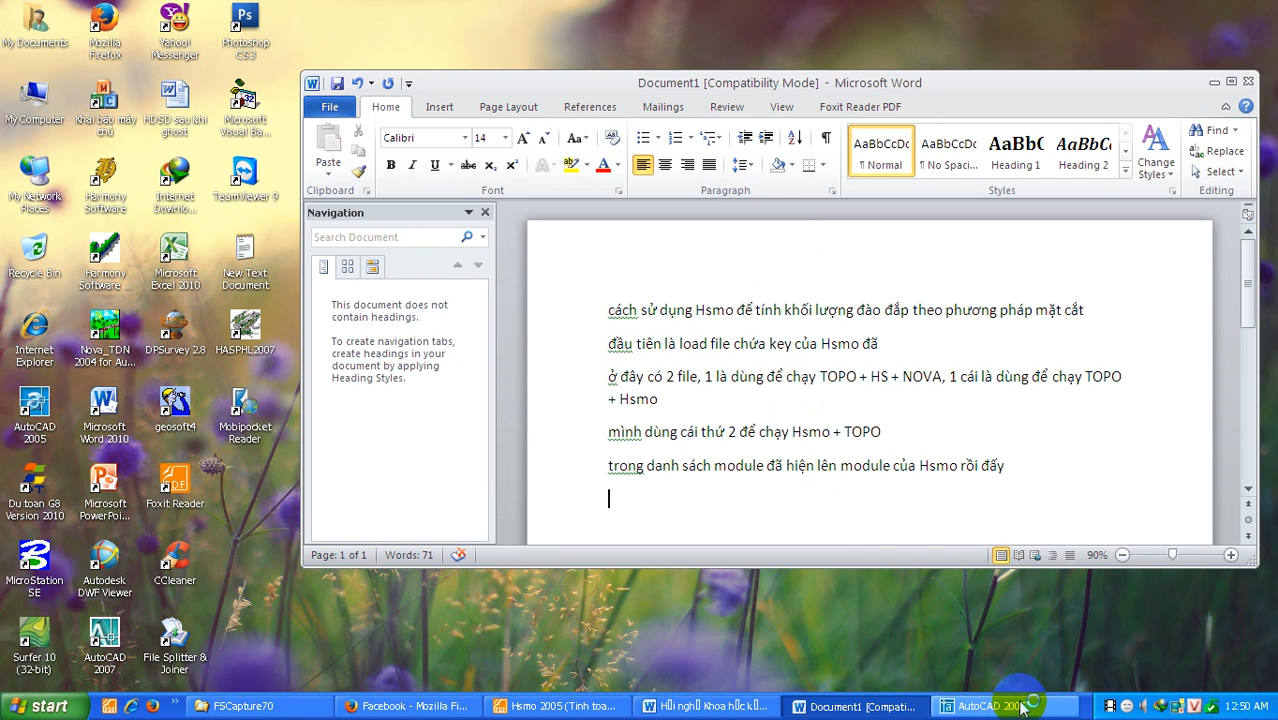 My Documents
Mozilla
Firefox
Yahoo!
Messenger
Photoshop
CS3
My Computer
Khai báo máy
chủ
HDSD sau khi
ghost
Microsoft
Visual Ba...
My Network
Places
Harmony
Software
Internet
Downlo...
TeamViewer 9
Recycle Bin
Harmony
Software ...
Microsoft
Excel 2010
New Text
Document
Internet
Explorer
Nova_TDN
2004 for Au...
DPSurvey 2.8
HASPHL2007
AutoCAD
2005
Microsoft
Word 2010
geosoft4
Mobipocket
Reader
Du toan G8
Version 2010
Microsoft
PowerPoi...
Foxit Reader
MicroStation
SE
Autodesk
DWF Viewer
CCleaner
Surfer 10
(32-bit)
AutoCAD
2007
File Splitter &
Joiner
Document1 [Compatibility Mode] - Microsoft Word
File Home Insert Page Layout References Mailings Review View Foxit Reader PDF
Paste
Calibri 14
AaBbCcDc AaBbCcDc AaBbC AaBbCc
¶ Normal ¶ No Spaci... Heading 1 Heading 2
Change
Styles
Find
Replace
Select
Clipboard Font Paragraph Styles Editing
Navigation
Search Document
This document does not
contain headings.
To create navigation tabs,
create headings in your
document by applying
Heading Styles.
cách sử dụng Hsmo để tính khối lượng đào đắp theo phương pháp mặt cắt
đầu tiên là load file chứa key của Hsmo đã
ở đây có 2 file, 1 là dùng để chạy TOPO + HS + NOVA, 1 cái là dùng để chạy TOPO
+ Hsmo
mình dùng cái thứ 2 để chạy Hsmo + TOPO
trong danh sách module đã hiện lên module của Hsmo rồi đấy
Page: 1 of 1 Words: 71 90%
start FSCapture70 Facebook - Mozilla Fi... Hsmo 2005 (Tinh toa... Document1 [Compati... AutoCAD 12:50 AM